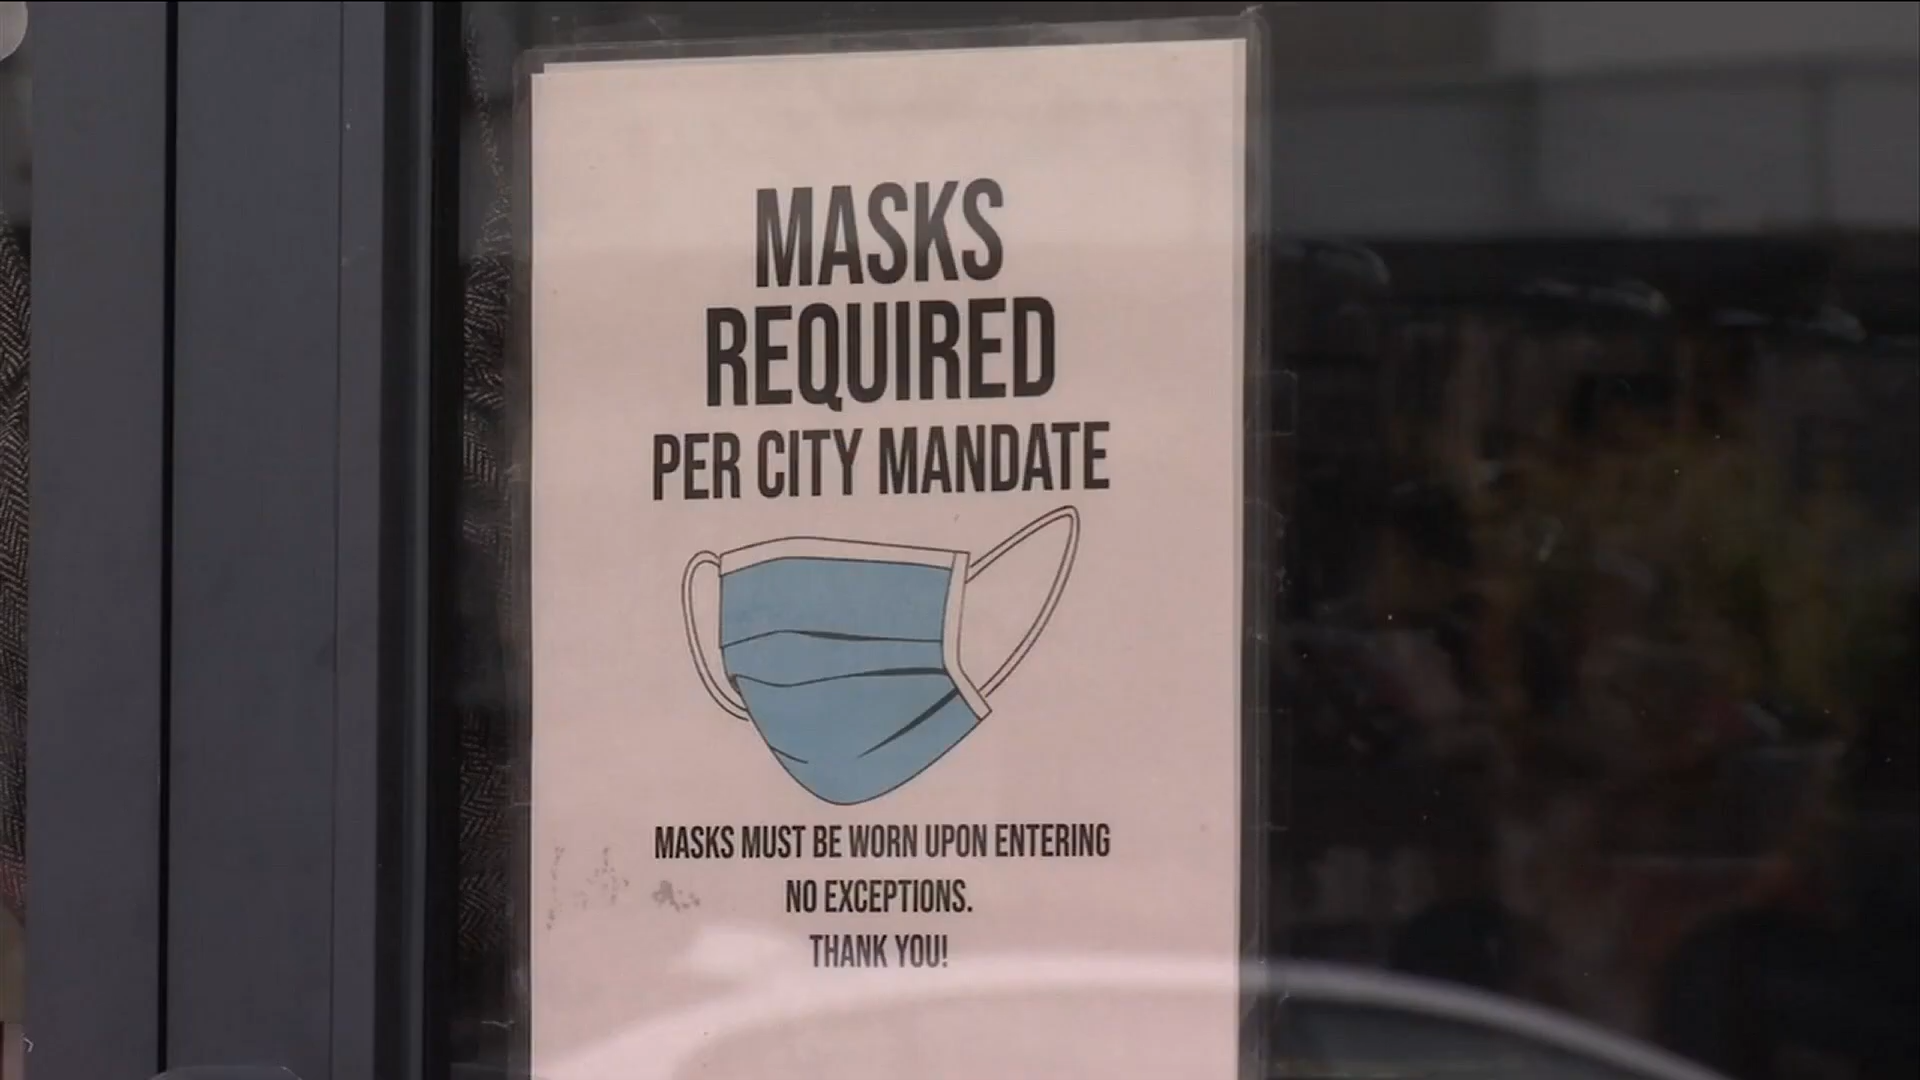 MASKS
REQUIRED
PER CITY MANDATE
MASKS MUST BE WORN UPON ENTERING
NO EXCEPTIONS.
THANK YOU!